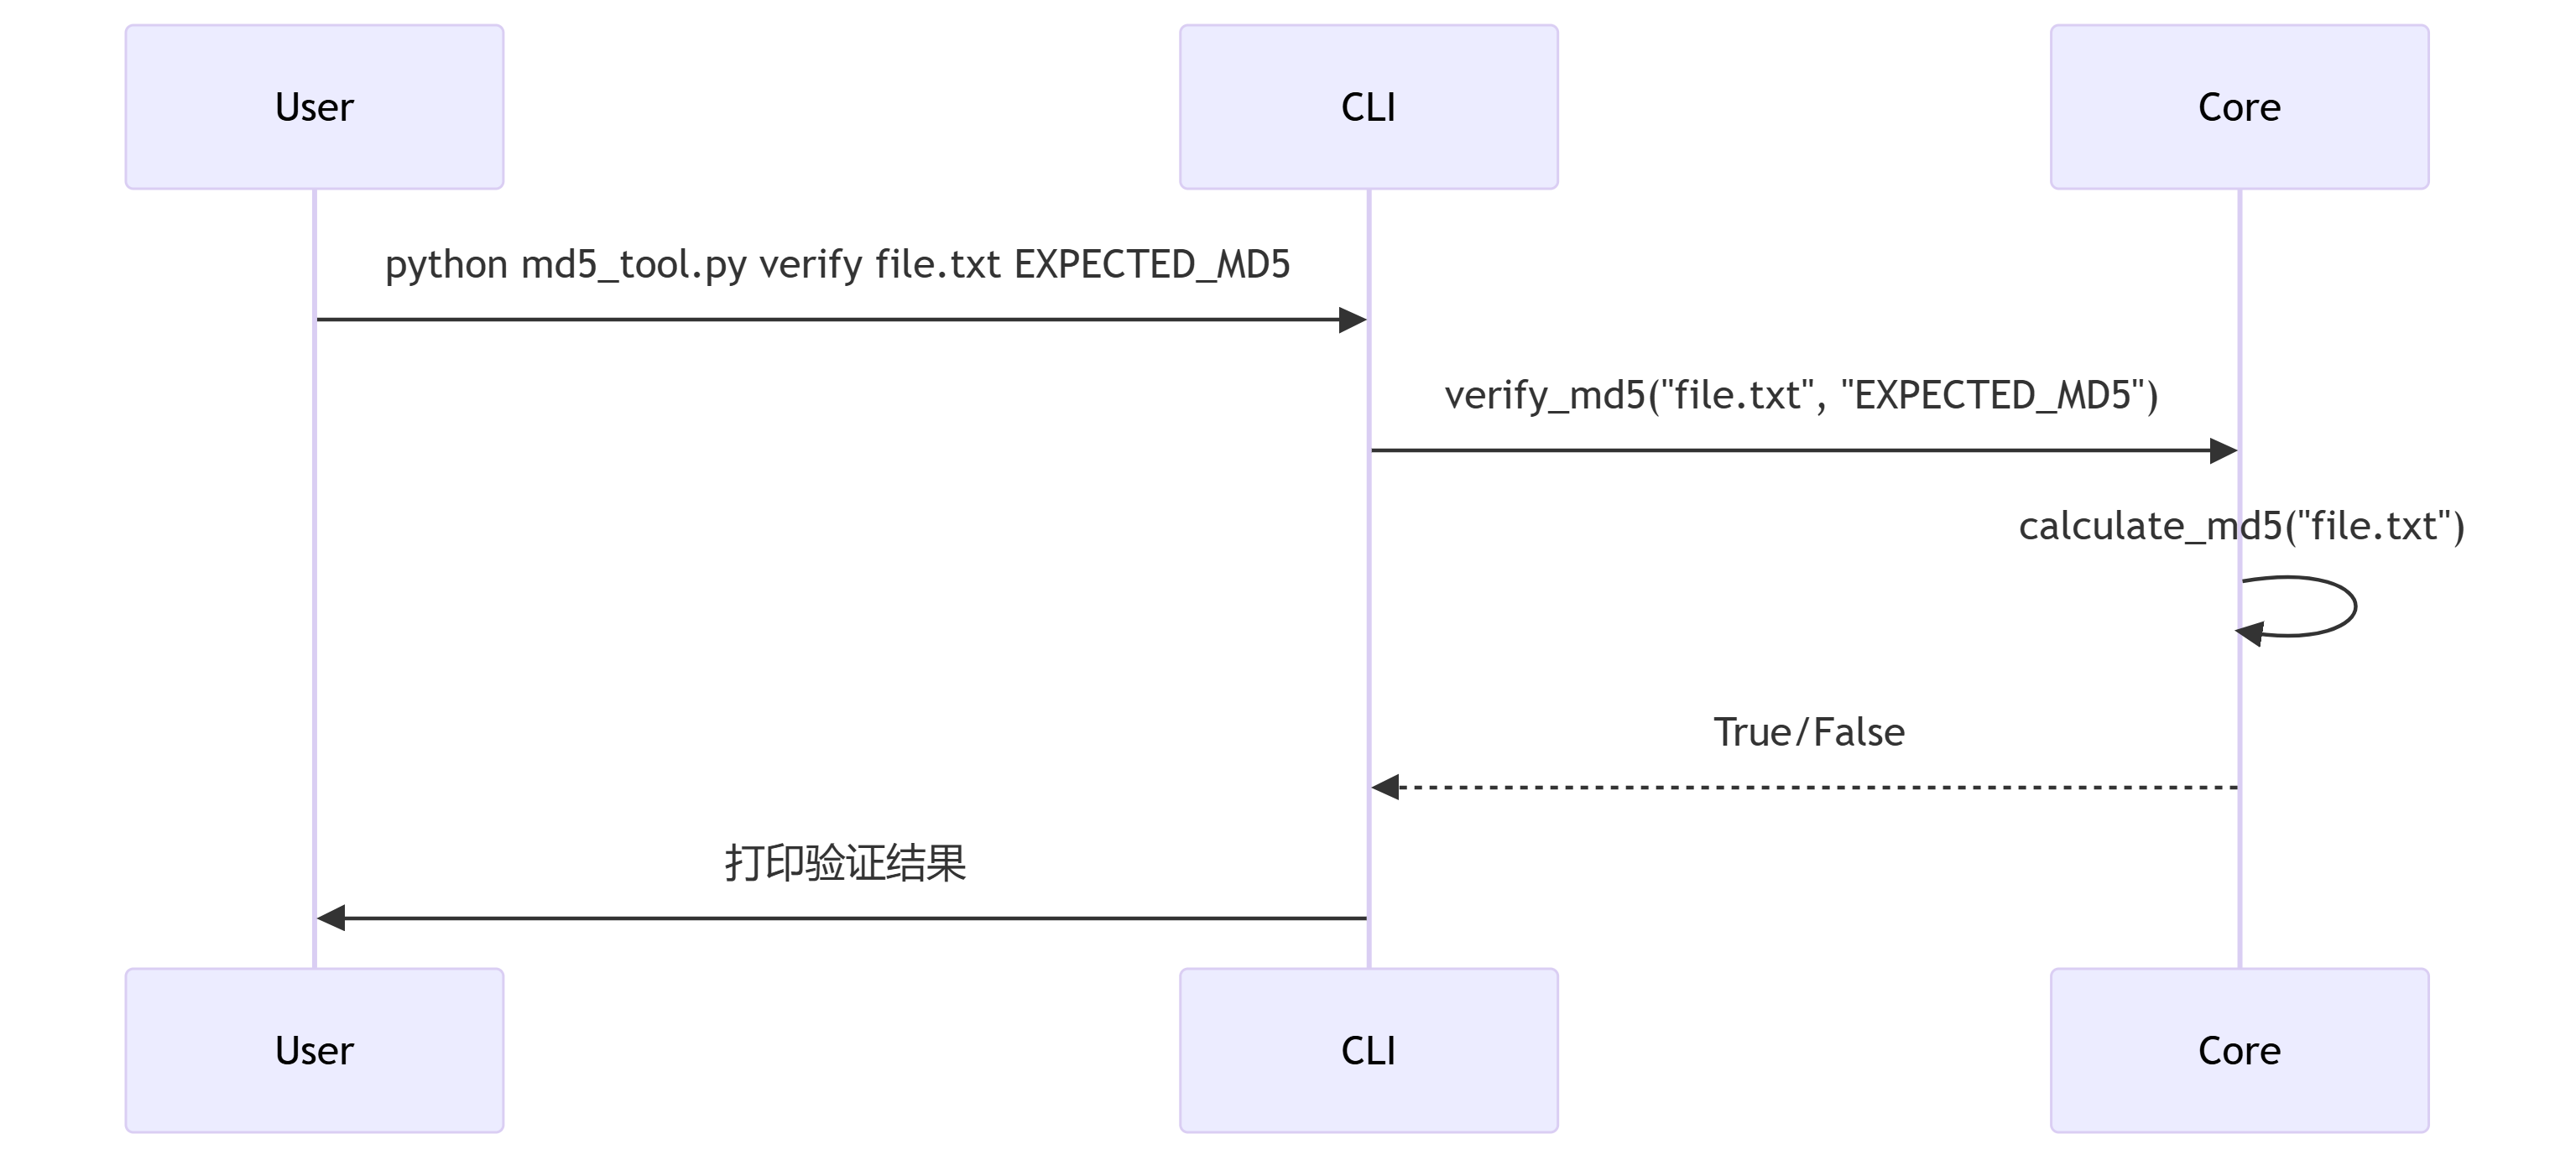 User
CLI
Core
python md5_tool.py verify file.txt EXPECTED_MD5
verify_md5("file.txt", "EXPECTED_MD5")
calculate_md5("file.txt")
True/False
打印验证结果
User
CLI
Core